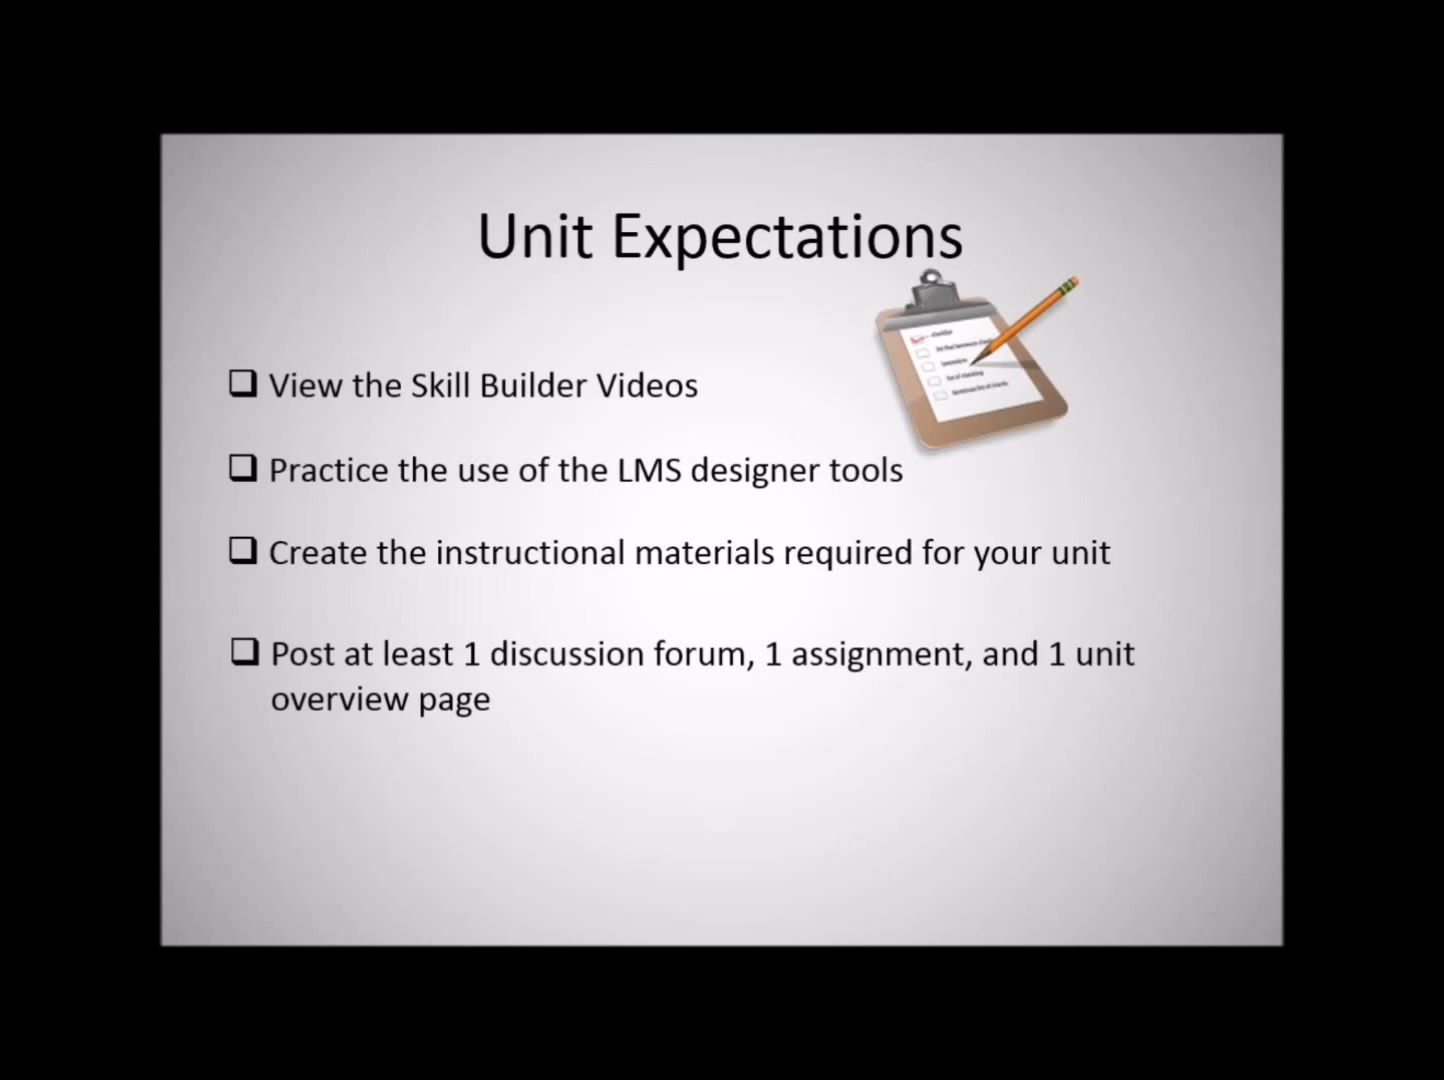 Unit Expectations
View the Skill Builder Videos
Practice the use of the LMS designer tools
Create the instructional materials required for your unit
Post at least 1 discussion forum, 1 assignment, and 1 unit
overview page